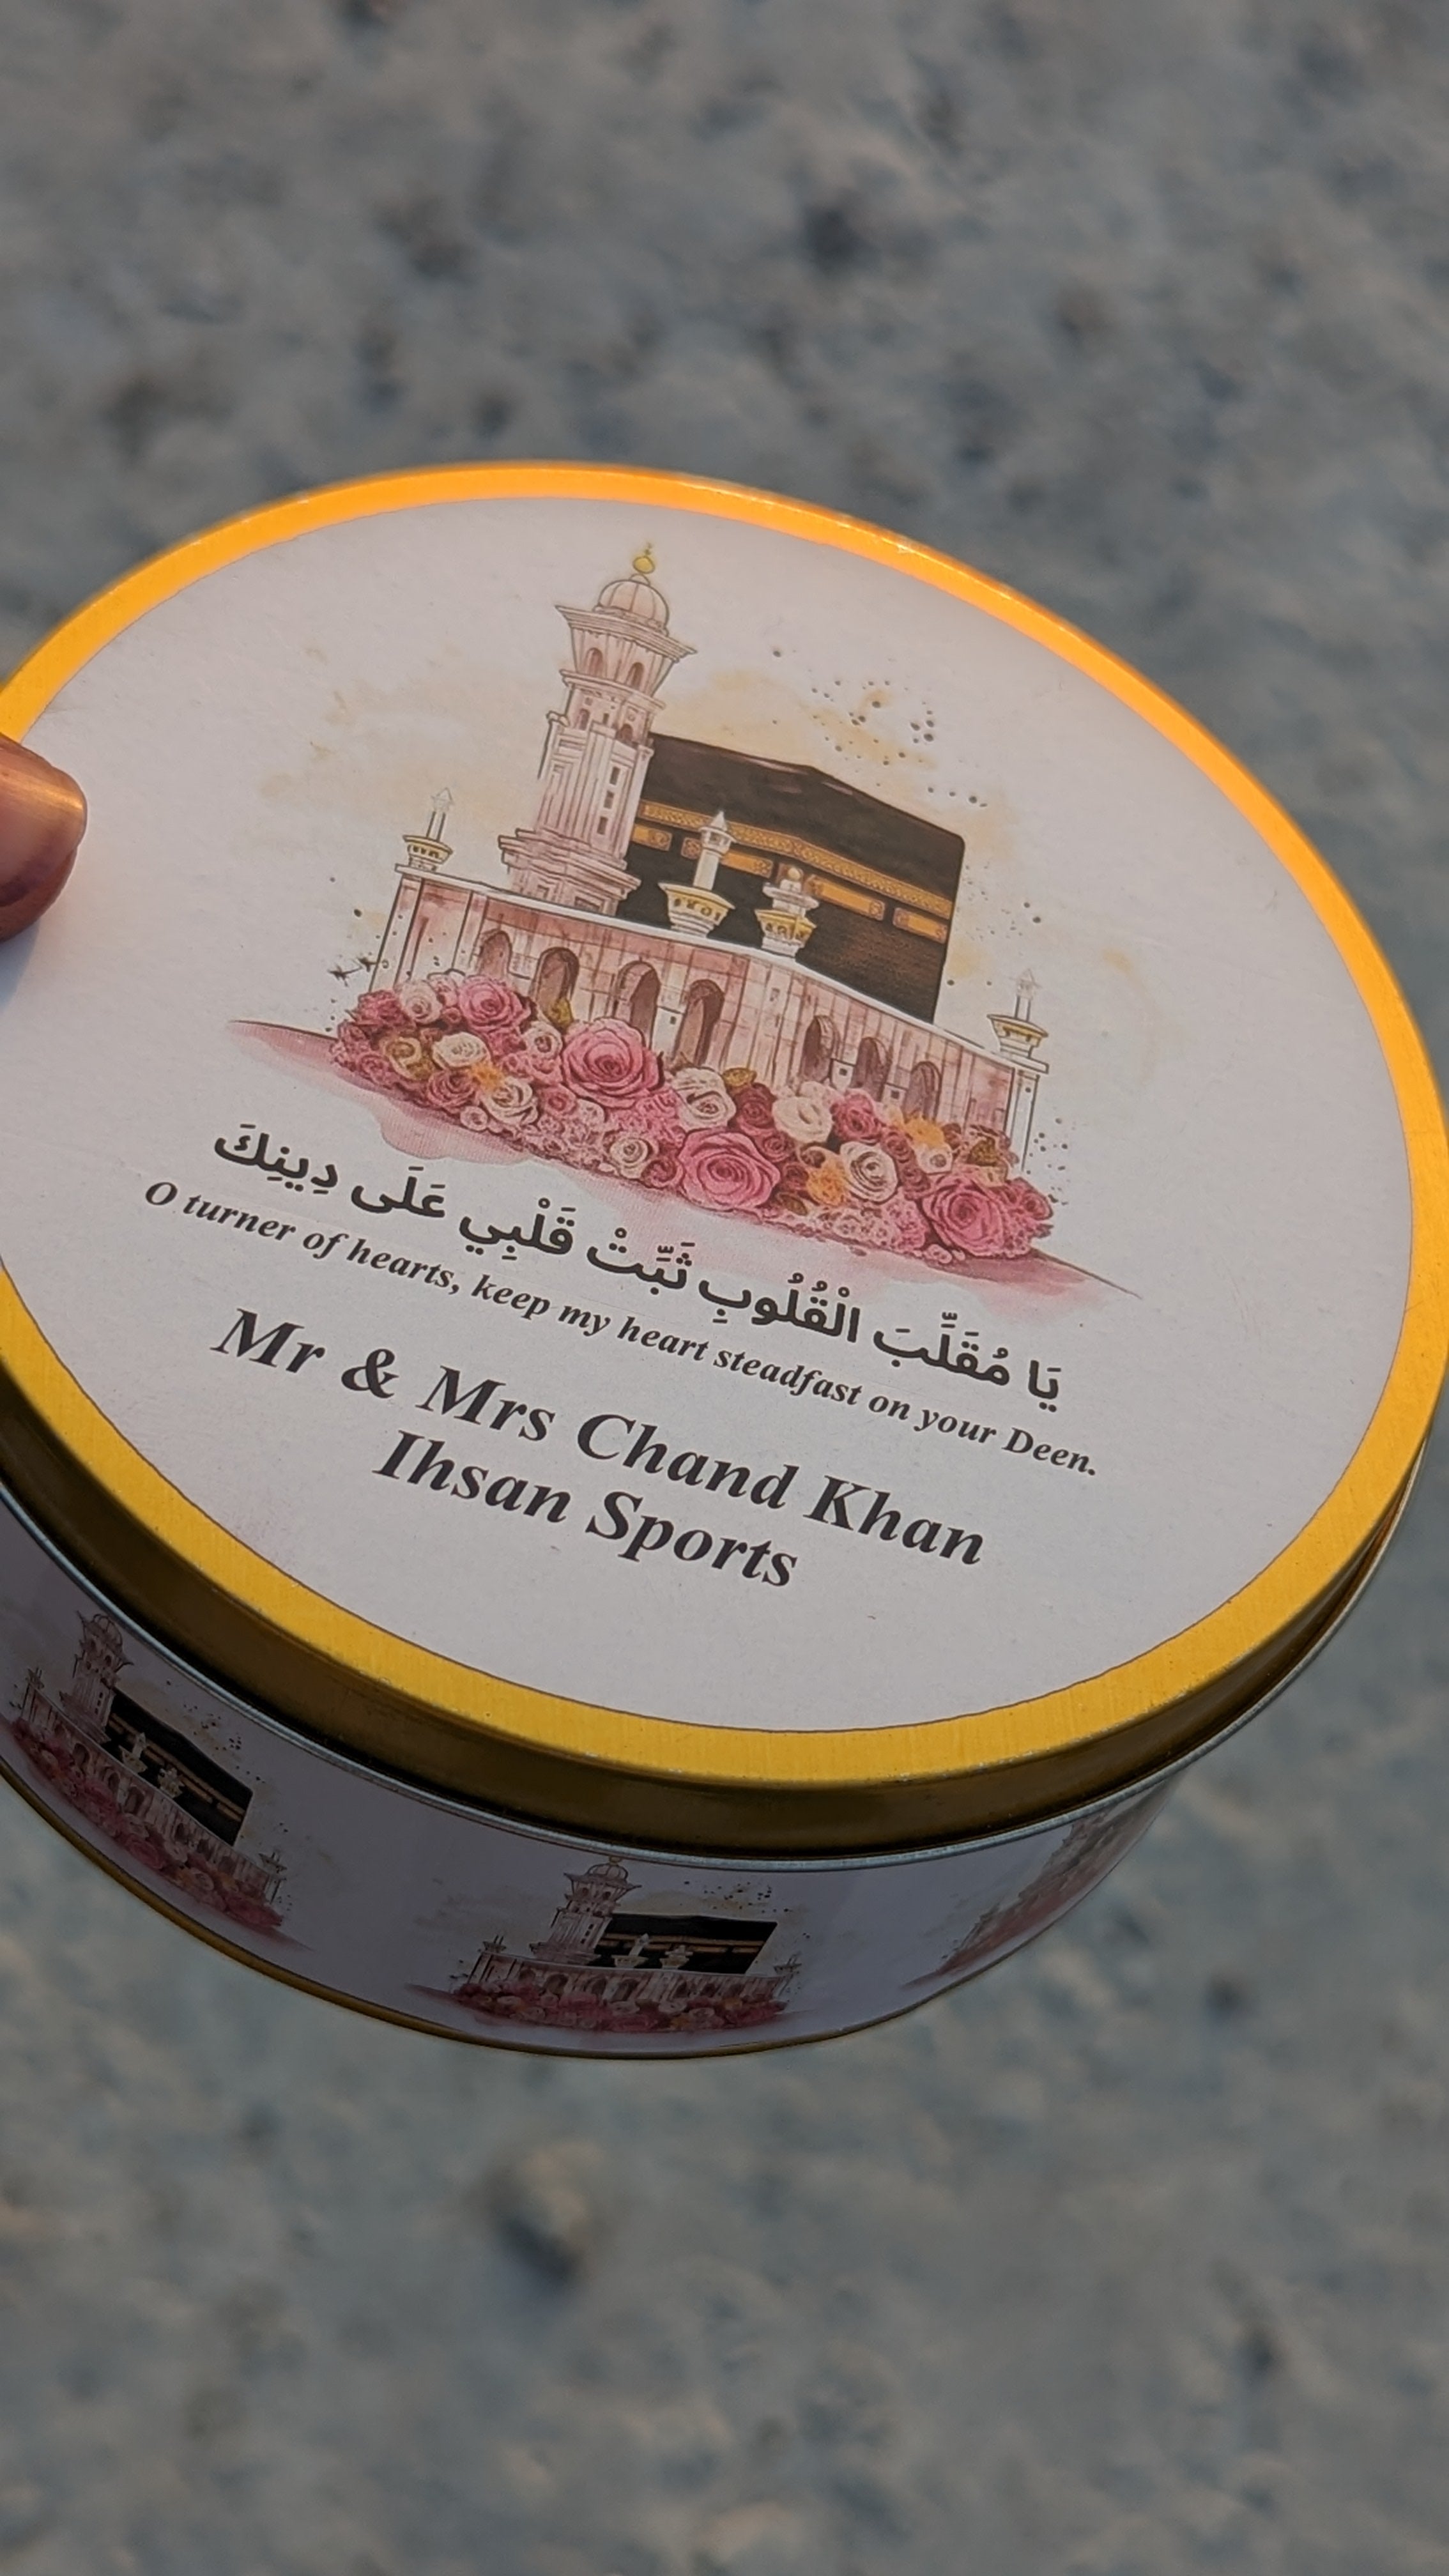 يَا مُقَلِّبَ الْقُلُوبِ ثَبِّتْ قَلْبِي عَلَى دِينِكَ
O turner of hearts, keep my heart steadfast on your Deen.
Mr & Mrs Chand Khan
Ihsan Sports